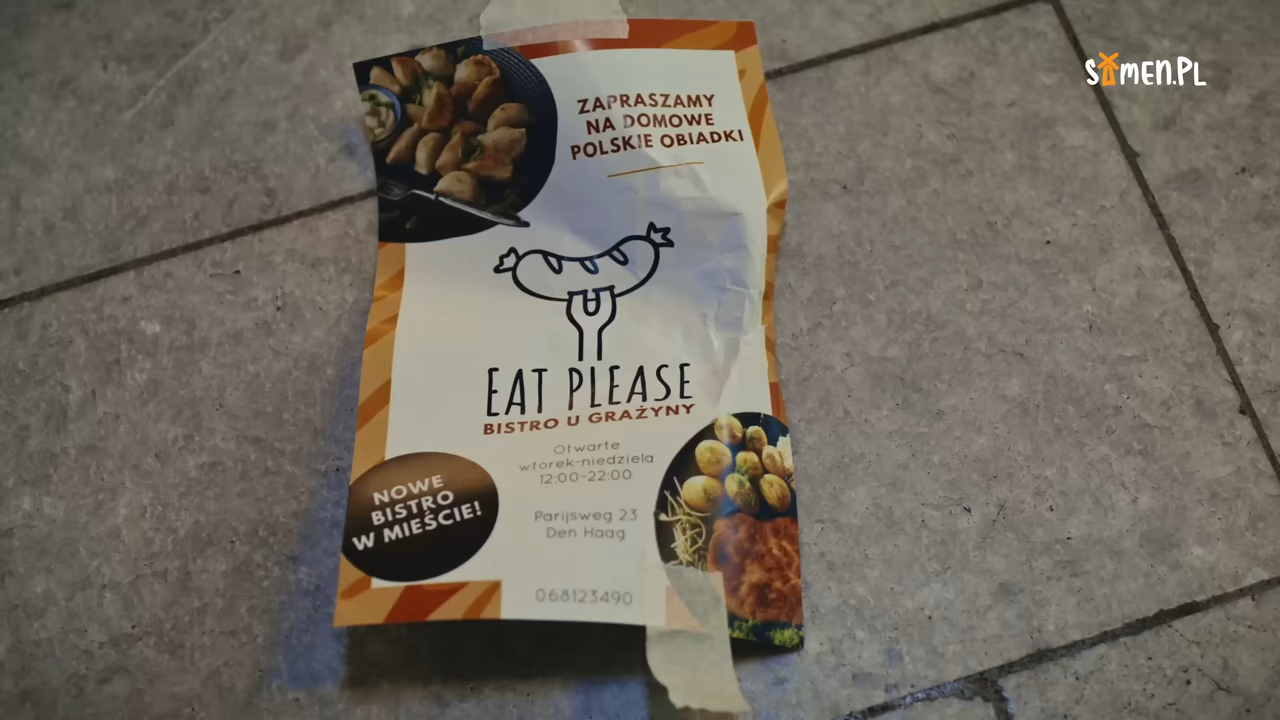 SAMEN.PL
ZAPRASZAMY
NA DOMOWE
POLSKIE OBIADKI
EAT PLEASE
BISTRO U GRAŻYNY
Otwarte
wtorek-niedziela
12:00-22:00
NOWE
BISTRO
W MIEŚCIE!
Parijsweg 23
Den Haag
068123490